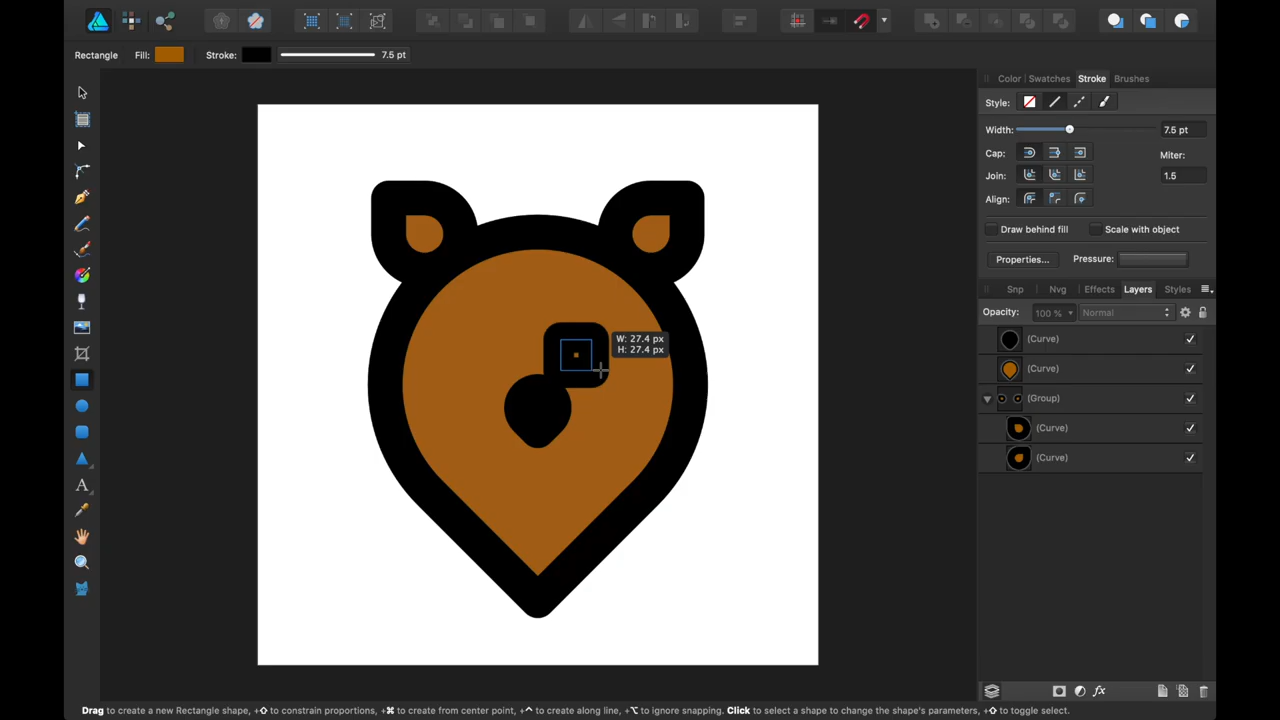 Rectangle Fill: Stroke: 7.5 pt
Color Swatches Stroke Brushes
Style:
Width: 7.5 pt
Cap: Miter:
Join: 1.5
Align:
Draw behind fill Scale with object
Properties... Pressure:
Snp Nvg Effects Layers Styles
Opacity: 100 % Normal
(Curve)
(Curve)
(Group)
(Curve)
(Curve)
W: 27.4 px
H: 27.4 px
A
fx
Drag to create a new Rectangle shape, +⇧ to constrain proportions, +⌘ to create from center point, +^ to create along line, +⌥ to ignore snapping. Click to select a shape to change the shape's parameters, +⇧ to toggle select.